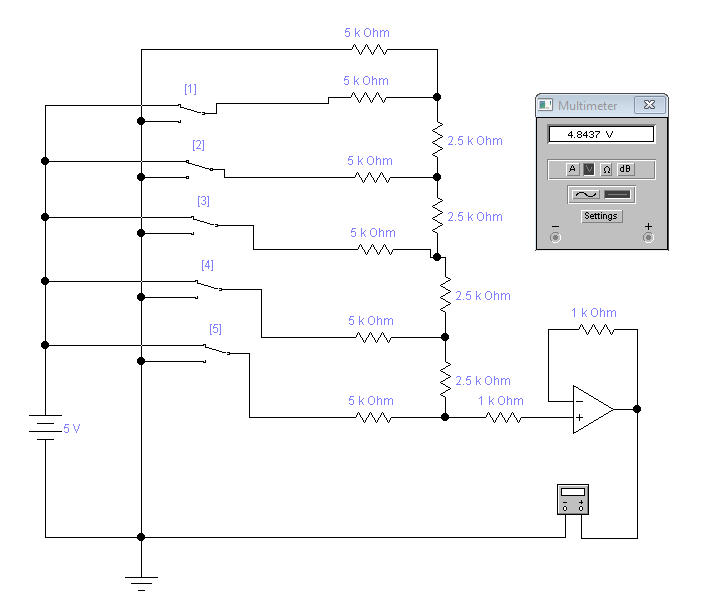 5 k Ohm
[1]
5 k Ohm
Multimeter
4.8437 V
[2]
2.5 k Ohm
5 k Ohm
A V Ω dB
[3]
2.5 k Ohm
Settings
5 k Ohm
− +
[4]
2.5 k Ohm
1 k Ohm
5 k Ohm
[5]
2.5 k Ohm
5 k Ohm
1 k Ohm
−
+
5 V
− +